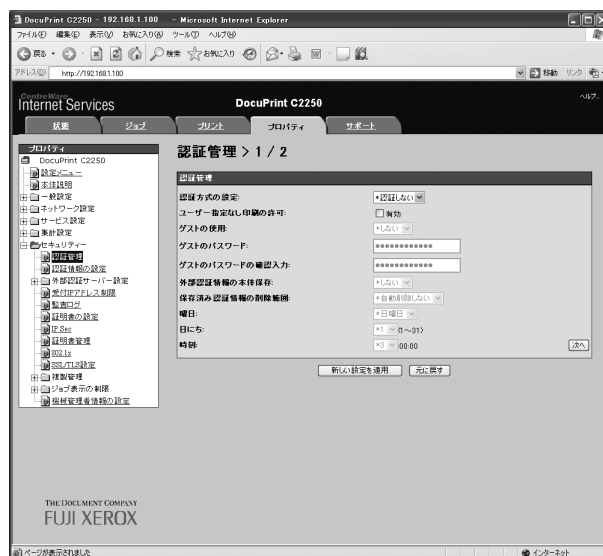 DocuPrint C2250 - 192.168.1.100 - Microsoft Internet Explorer
ファイル(F) 編集(E) 表示(V) お気に入り(A) ツール(T) ヘルプ(H)
戻る 検索 お気に入り
アドレス(D) http://192.168.1.100 移動 リンク
CentreWare
Internet Services
DocuPrint C2250
ヘルプ...
状態 ジョブ プリント プロパティ サポート
プロパティ
DocuPrint C2250
設定メニュー
本体説明
一般設定
ネットワーク設定
サービス設定
集計設定
セキュリティー
認証管理
認証情報の設定
外部認証サーバー設定
受付IPアドレス制限
監査ログ
証明書の設定
IP Sec
証明書管理
802.1x
SSL/TLS設定
複製管理
ジョブ表示の制限
機械管理者情報の設定
認証管理 > 1 / 2
認証管理
認証方式の設定: *認証しない
ユーザー指定なし印刷の許可: 有効
ゲストの使用: *しない
ゲストのパスワード: ●●●●●●●●●●●●
ゲストのパスワードの確認入力: ●●●●●●●●●●●●
外部認証情報の本体保存: *しない
保存済み認証情報の削除範囲: *自動削除しない
曜日: *日曜日
日にち: *1 (1～31)
時刻: *3 :00:00
次へ
新しい設定を適用 元に戻す
THE DOCUMENT COMPANY
FUJI XEROX
ページが表示されました
インターネット